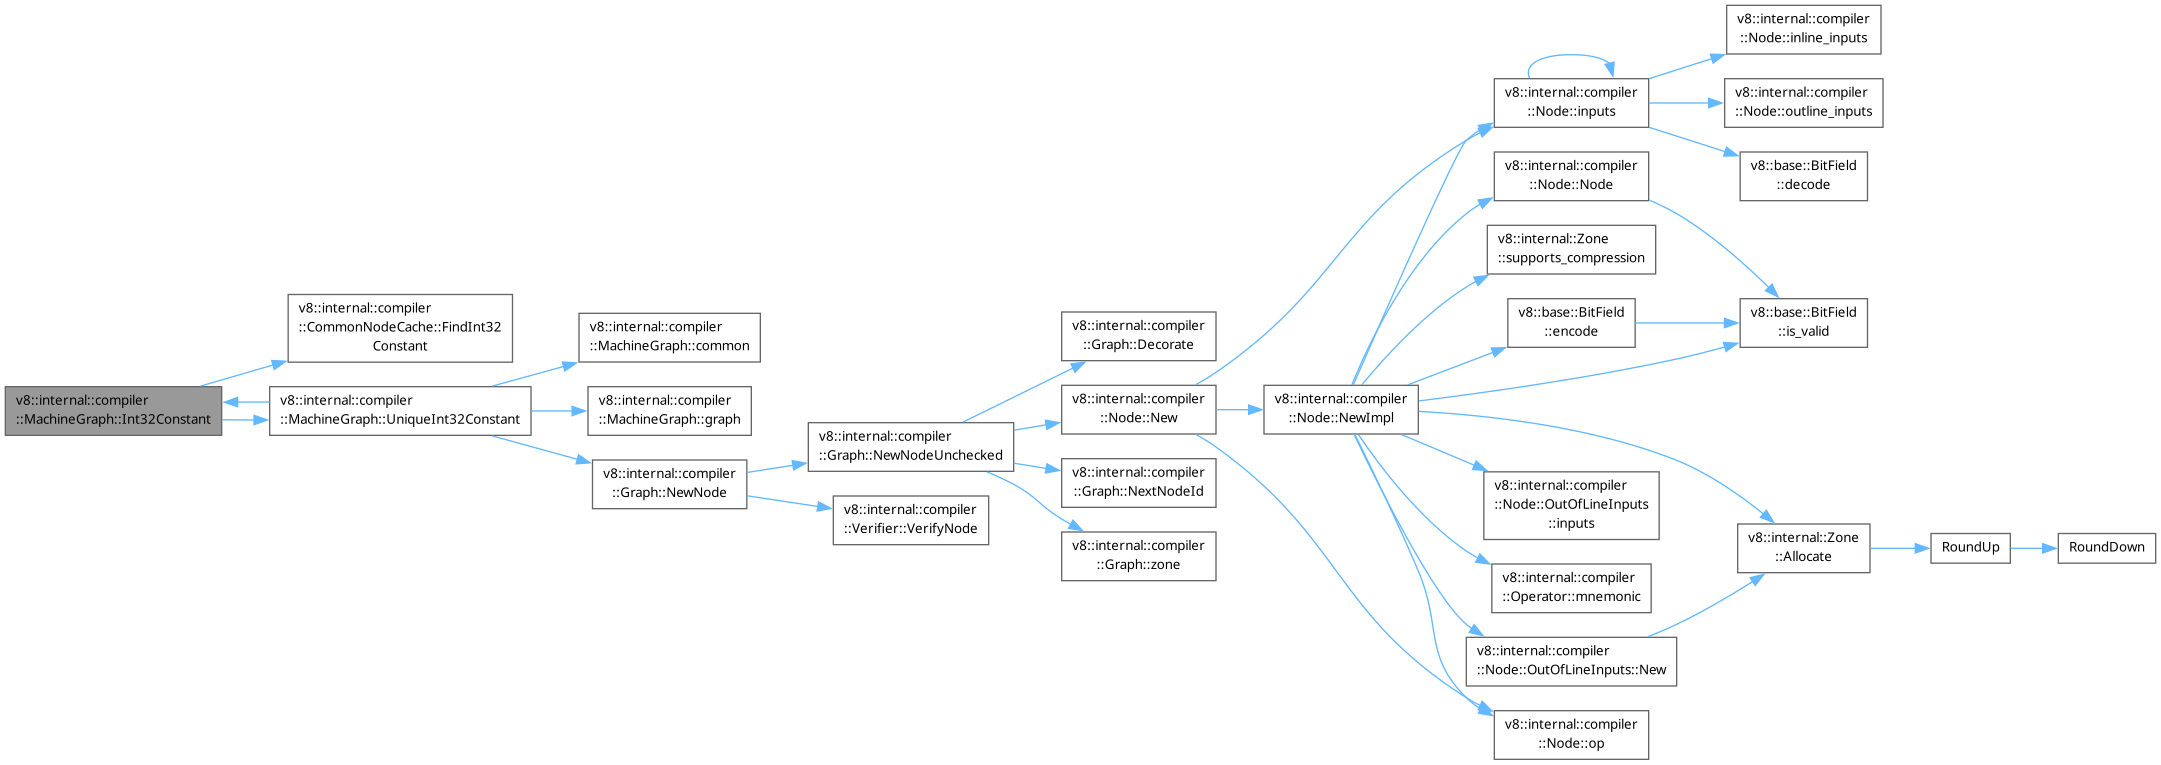 v8::internal::compiler
::MachineGraph::Int32Constant
v8::internal::compiler
::CommonNodeCache::FindInt32
Constant
v8::internal::compiler
::MachineGraph::UniqueInt32Constant
v8::internal::compiler
::MachineGraph::common
v8::internal::compiler
::MachineGraph::graph
v8::internal::compiler
::Graph::NewNode
v8::internal::compiler
::Graph::NewNodeUnchecked
v8::internal::compiler
::Verifier::VerifyNode
v8::internal::compiler
::Graph::Decorate
v8::internal::compiler
::Node::New
v8::internal::compiler
::Graph::NextNodeId
v8::internal::compiler
::Graph::zone
v8::internal::compiler
::Node::NewImpl
v8::internal::compiler
::Node::inputs
v8::internal::compiler
::Node::Node
v8::internal::Zone
::supports_compression
v8::base::BitField
::encode
v8::internal::compiler
::Node::OutOfLineInputs
::inputs
v8::internal::compiler
::Operator::mnemonic
v8::internal::compiler
::Node::OutOfLineInputs::New
v8::internal::compiler
::Node::op
v8::internal::compiler
::Node::inline_inputs
v8::internal::compiler
::Node::outline_inputs
v8::base::BitField
::decode
v8::base::BitField
::is_valid
v8::internal::Zone
::Allocate
RoundUp
RoundDown